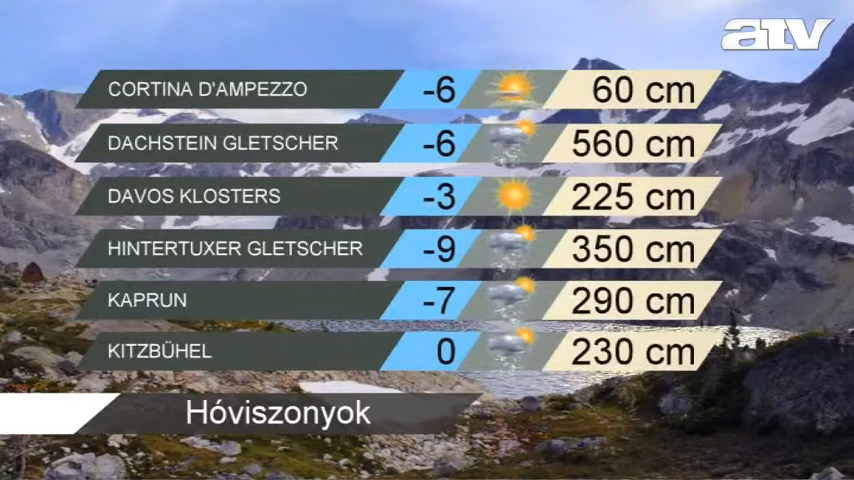 atv
CORTINA D'AMPEZZO -6 60 cm
DACHSTEIN GLETSCHER -6 560 cm
DAVOS KLOSTERS -3 225 cm
HINTERTUXER GLETSCHER -9 350 cm
KAPRUN -7 290 cm
KITZBÜHEL 0 230 cm
Hóviszonyok